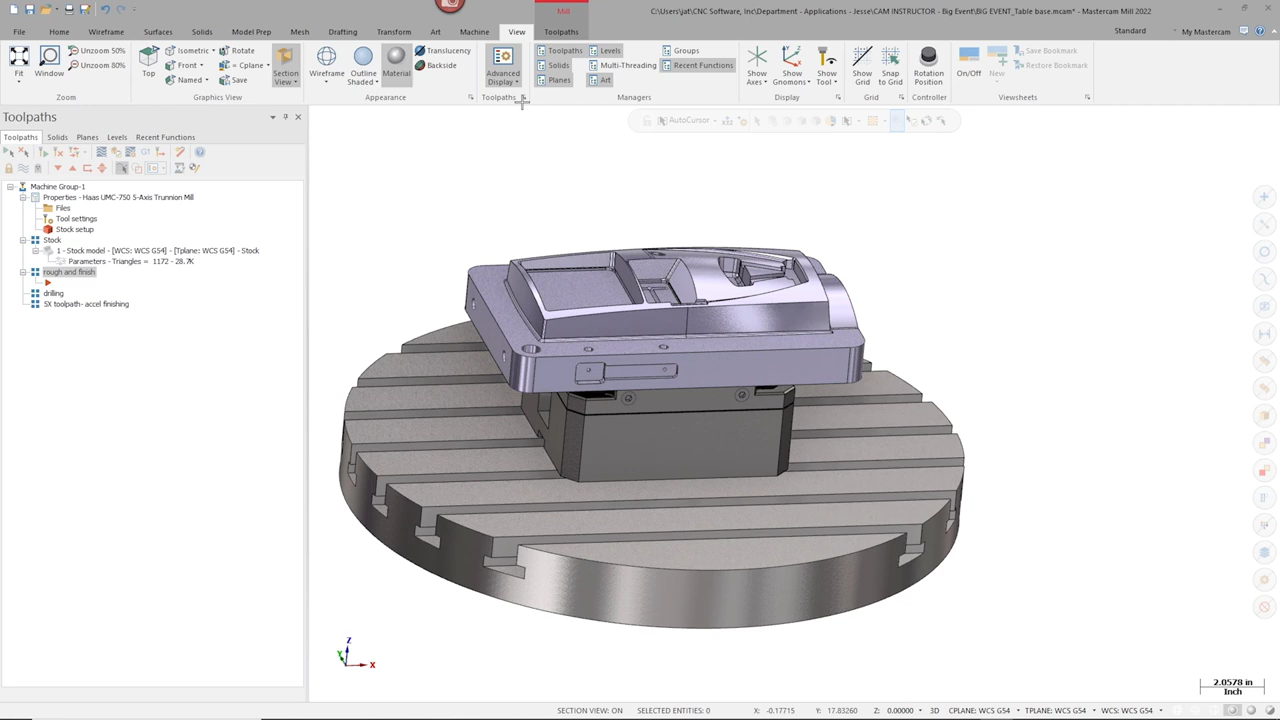 Mill
C:\Users\jat\CNC Software, Inc\Department - Applications - Jesse\CAM INSTRUCTOR - Big Event\BIG EVENT_Table base.mcam* - Mastercam Mill 2022
File Home Wireframe Surfaces Solids Model Prep Mesh Drafting Transform Art Machine View Toolpaths Standard My Mastercam
Unzoom 50% Isometric Rotate Translucency Toolpaths Levels Groups Save Bookmark
Unzoom 80% Front = Cplane Backside Solids Multi-Threading Recent Functions Restore Bookmark
Named Save Planes Art
Fit Window Top Section View Wireframe Outline Shaded Material Advanced Display Show Axes Show Gnomons Show Tool Show Grid Snap to Grid Rotation Position On/Off New
Zoom Graphics View Appearance Toolpaths Managers Display Grid Controller Viewsheets
Toolpaths
AutoCursor
Toolpaths Solids Planes Levels Recent Functions
G1
Machine Group-1
Properties - Haas UMC-750 5-Axis Trunnion Mill
Files
Tool settings
Stock setup
Stock
1 - Stock model - [WCS: WCS G54] - [Tplane: WCS G54] - Stock
Parameters - Triangles = 1172 - 28.7K
rough and finish
drilling
5X toolpath- accel finishing
Z
Y
X
2.0578 in
Inch
SECTION VIEW: ON SELECTED ENTITIES: 0 X: -0.17715 Y: 17.83260 Z: 0.00000 3D CPLANE: WCS G54 TPLANE: WCS G54 WCS: WCS G54